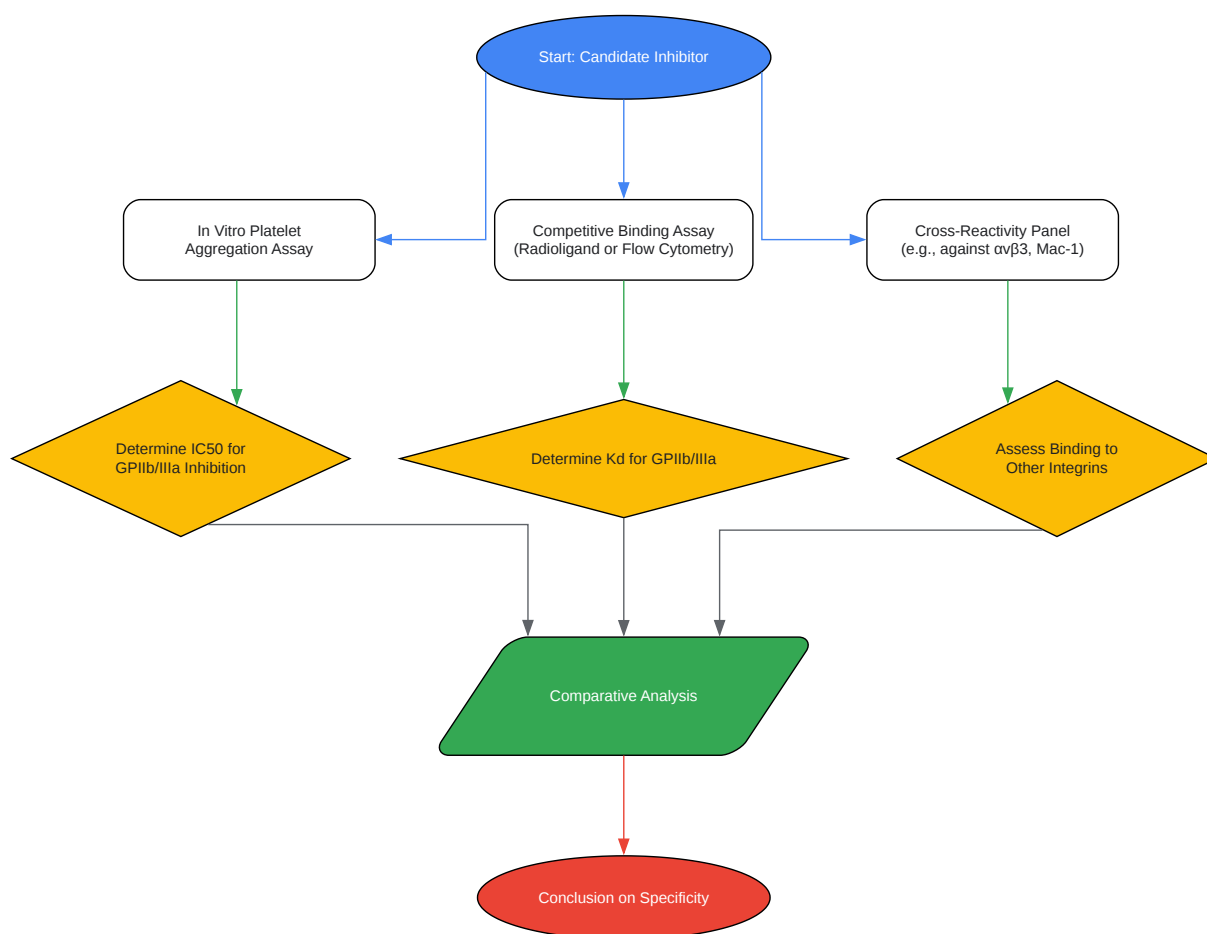 Start: Candidate Inhibitor
In Vitro Platelet
Aggregation Assay
Competitive Binding Assay
(Radioligand or Flow Cytometry)
Cross-Reactivity Panel
(e.g., against αvβ3, Mac-1)
Determine IC50 for
GPIIb/IIIa Inhibition
Determine Kd for GPIIb/IIIa
Assess Binding to
Other Integrins
Comparative Analysis
Conclusion on Specificity